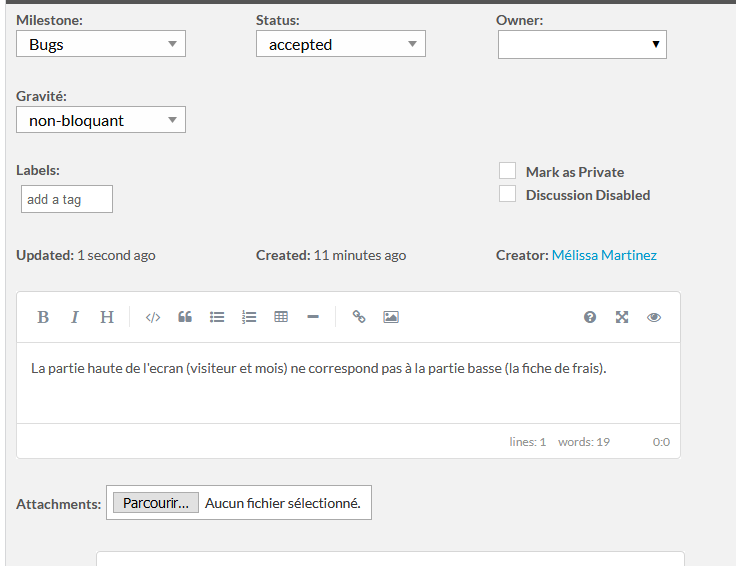 Milestone: Status: Owner:
Bugs accepted
Gravité:
non-bloquant
Labels:
Mark as Private
add a tag
Discussion Disabled
Updated: 1 second ago Created: 11 minutes ago Creator: Mélissa Martinez
B I H
La partie haute de l'ecran (visiteur et mois) ne correspond pas à la partie basse (la fiche de frais).
lines: 1 words: 19 0:0
Attachments: Parcourir... Aucun fichier sélectionné.